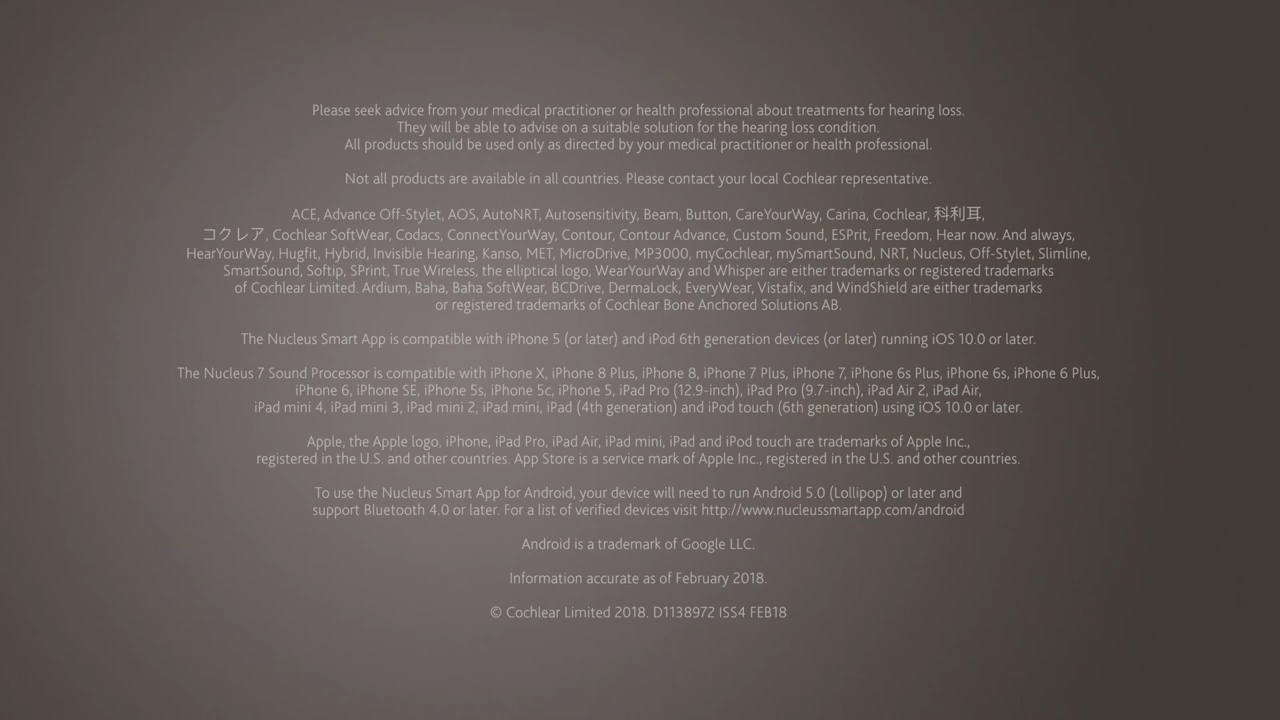 Please seek advice from your medical practitioner or health professional about treatments for hearing loss.
They will be able to advise on a suitable solution for the hearing loss condition.
All products should be used only as directed by your medical practitioner or health professional.
Not all products are available in all countries. Please contact your local Cochlear representative.
ACE, Advance Off-Stylet, AOS, AutoNRT, Autosensitivity, Beam, Button, CareYourWay, Carina, Cochlear, 科利耳,
コクレア, Cochlear SoftWear, Codacs, ConnectYourWay, Contour, Contour Advance, Custom Sound, ESPrit, Freedom, Hear now. And always,
HearYourWay, Hugfit, Hybrid, Invisible Hearing, Kanso, MET, MicroDrive, MP3000, myCochlear, mySmartSound, NRT, Nucleus, Off-Stylet, Slimline,
SmartSound, Softip, SPrint, True Wireless, the elliptical logo, WearYourWay and Whisper are either trademarks or registered trademarks
of Cochlear Limited. Ardium, Baha, Baha SoftWear, BCDrive, DermaLock, EveryWear, Vistafix, and WindShield are either trademarks
or registered trademarks of Cochlear Bone Anchored Solutions AB.
The Nucleus Smart App is compatible with iPhone 5 (or later) and iPod 6th generation devices (or later) running iOS 10.0 or later.
The Nucleus 7 Sound Processor is compatible with iPhone X, iPhone 8 Plus, iPhone 8, iPhone 7 Plus, iPhone 7, iPhone 6s Plus, iPhone 6s, iPhone 6 Plus,
iPhone 6, iPhone SE, iPhone 5s, iPhone 5c, iPhone 5, iPad Pro (12.9-inch), iPad Pro (9.7-inch), iPad Air 2, iPad Air,
iPad mini 4, iPad mini 3, iPad mini 2, iPad mini, iPad (4th generation) and iPod touch (6th generation) using iOS 10.0 or later.
Apple, the Apple logo, iPhone, iPad Pro, iPad Air, iPad mini, iPad and iPod touch are trademarks of Apple Inc.,
registered in the U.S. and other countries. App Store is a service mark of Apple Inc., registered in the U.S. and other countries.
To use the Nucleus Smart App for Android, your device will need to run Android 5.0 (Lollipop) or later and
support Bluetooth 4.0 or later. For a list of verified devices visit http://www.nucleussmartapp.com/android
Android is a trademark of Google LLC.
Information accurate as of February 2018.
© Cochlear Limited 2018. D1138972 ISS4 FEB18